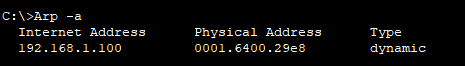 C:\>Arp -a
Internet Address Physical Address Type
192.168.1.100 0001.6400.29e8 dynamic